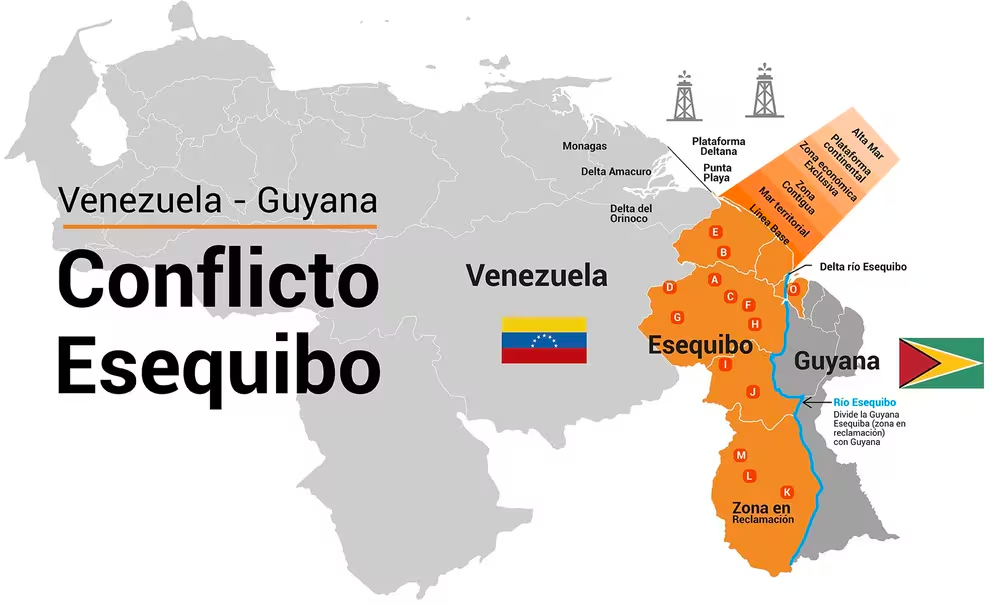 Venezuela - Guyana
Conflicto
Esequibo
Venezuela
Monagas
Delta Amacuro
Delta del
Orinoco
Plataforma
Deltana
Punta
Playa
Alta Mar
Plataforma
continental
Zona económica
Exclusiva
Zona
Contigua
Mar territorial
Línea Base
Delta río Esequibo
E
B
A
D
C
F
G
H
O
Esequibo
I
J
Guyana
Río Esequibo
Divide la Guyana
Esequiba (zona en
reclamación)
con Guyana
M
L
K
Zona en
Reclamación